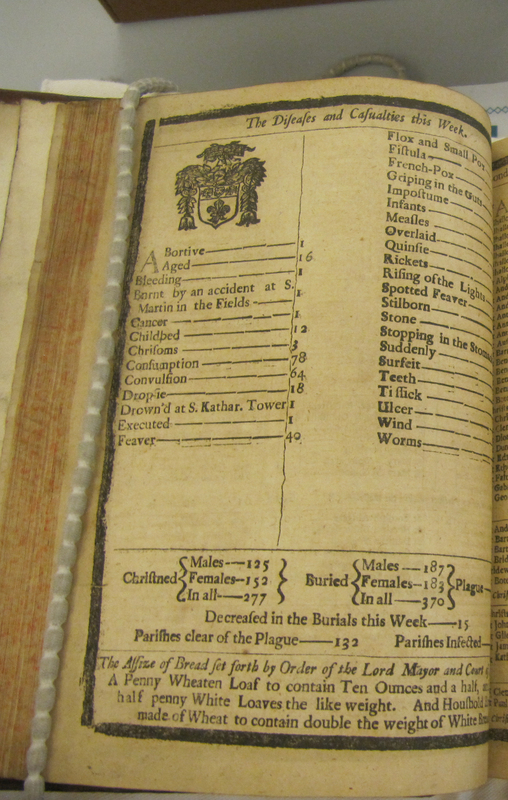 The Diſeaſes and Caſualties this Week.
Abortive 1
Aged 16
Bleeding 1
Burnt by an accident at S.
Martin in the Fields 1
Cancer 1
Childbed 12
Chriſoms 3
Conſumption 78
Convulſion 64
Dropſie 18
Drown'd at S. Kathar. Tower 1
Executed 1
Feaver 40
Flox and Small Pox
Fiſtula
French-Pox
Griping in the Guts
Impoſtume
Infants
Meaſles
Overlaid
Quinſie
Rickets
Riſing of the Lights
Spotted Feaver
Stilborn
Stone
Stopping in the
Suddenly
Surfeit
Teeth
Tiſſick
Ulcer
Wind
Worms
Chriſtned Males 125 Females 152 In all 277 Buried Males 187 Females 183 In all 370 Plague
Decreaſed in the Burials this Week 15
Pariſhes clear of the Plague 132 Pariſhes Infected
The Aſſize of Bread ſet forth by Order of the Lord Mayor and Court
A Penny Wheaten Loaf to contain Ten Ounces and a half,
half penny White Loaves the like weight. And Houſhold
made of Wheat to contain double the weight of White